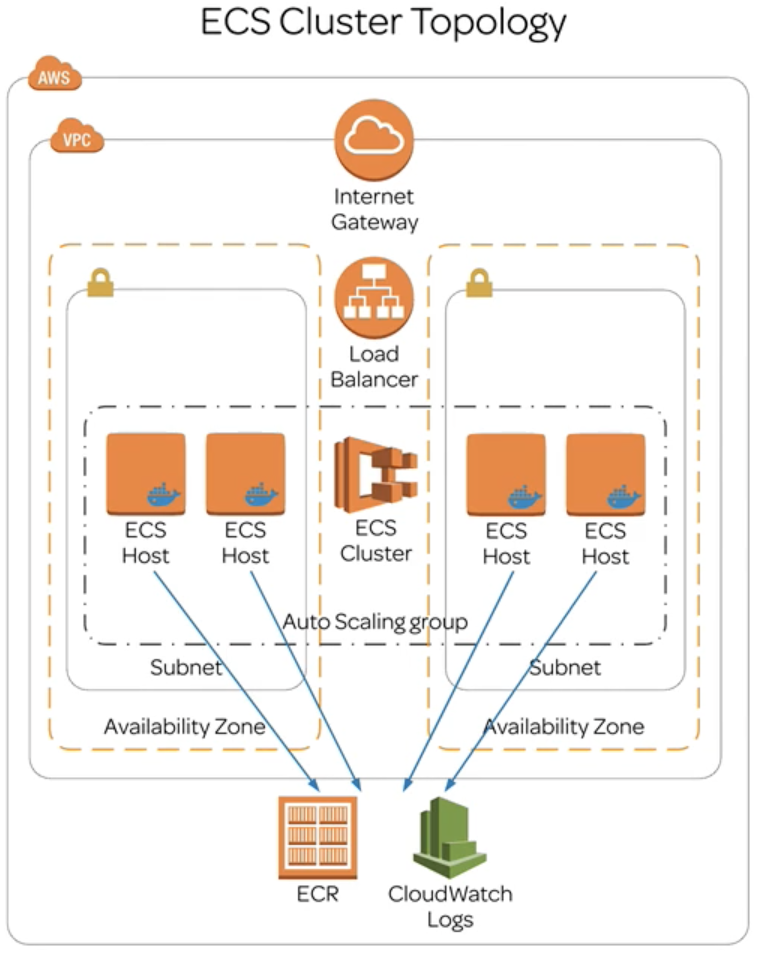 ECS Cluster Topology
AWS
VPC
Internet
Gateway
Load
Balancer
ECS
Host
ECS
Host
ECS
Cluster
ECS
Host
ECS
Host
Auto Scaling group
Subnet
Subnet
Availability Zone
Availability Zone
ECR
CloudWatch
Logs